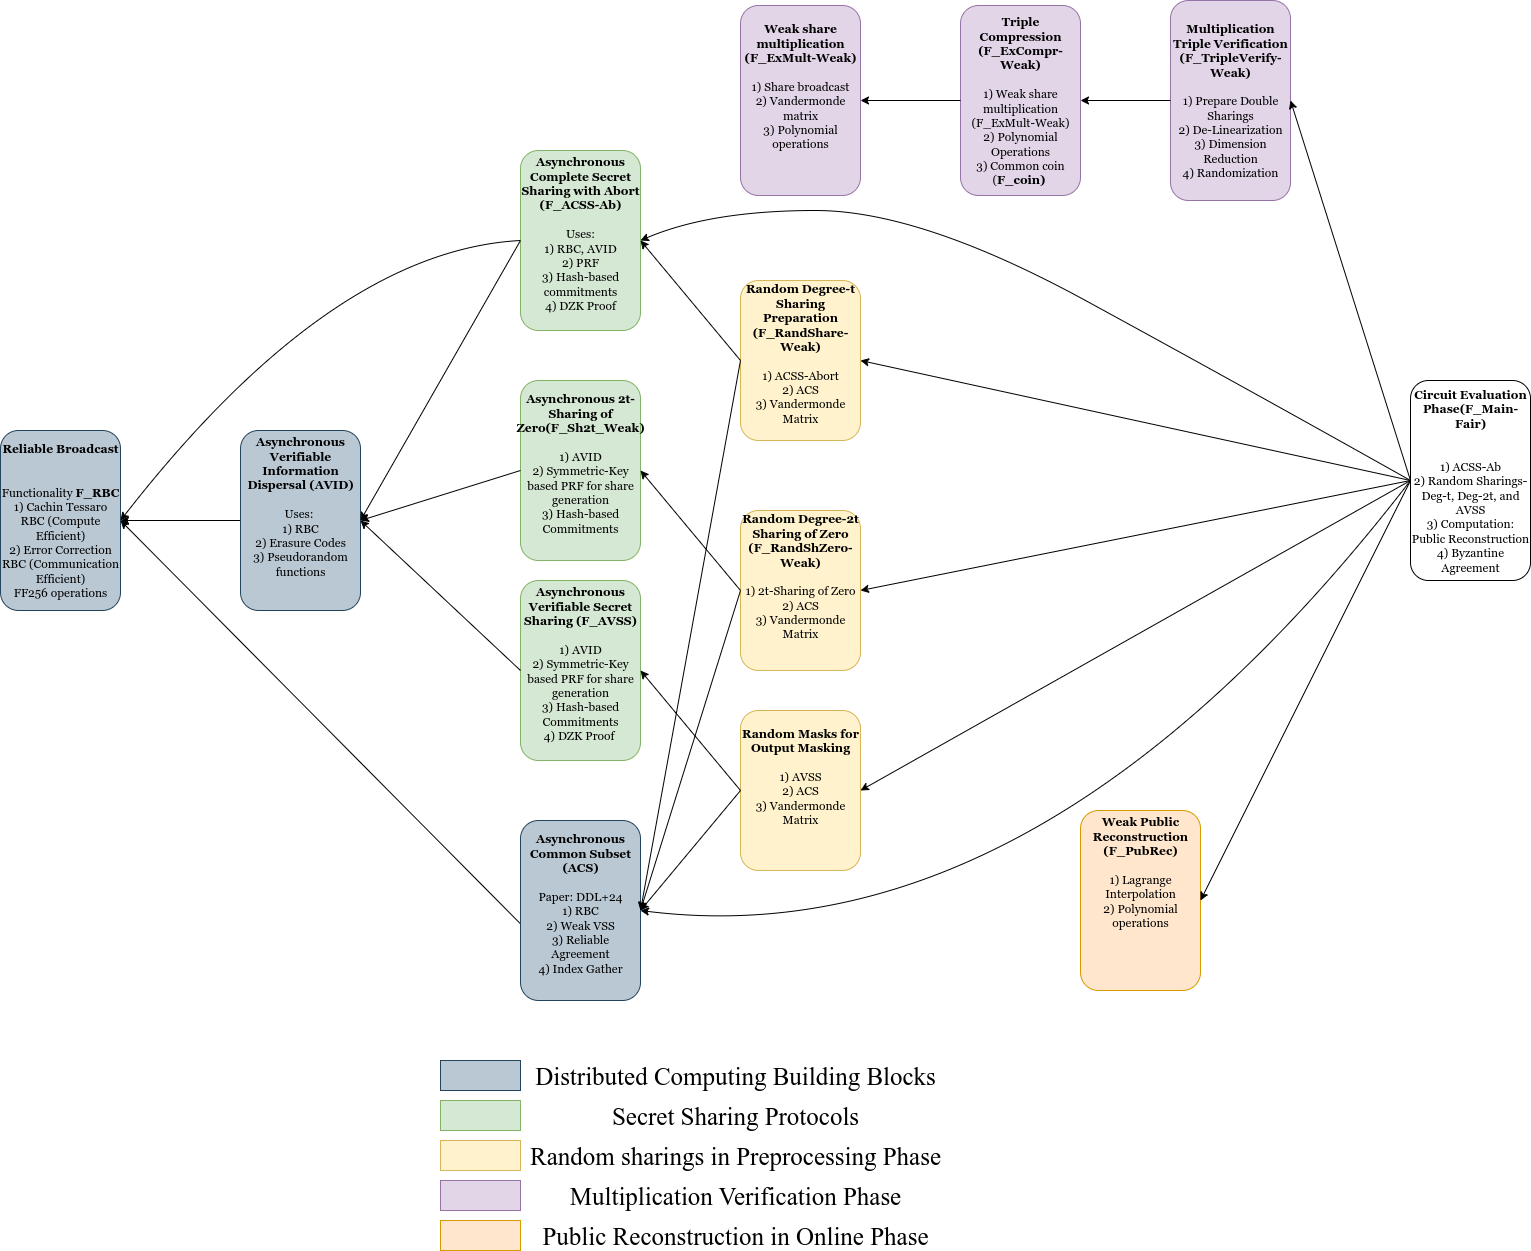 Weak share
multiplication
(F_ExMult-Weak)
1) Share broadcast
2) Vandermonde
matrix
3) Polynomial
operations
Triple
Compression
(F_ExCompr-
Weak)
1) Weak share
multiplication
(F_ExMult-Weak)
2) Polynomial
Operations
3) Common coin
(F_coin)
Multiplication
Triple Verification
(F_TripleVerify-
Weak)
1) Prepare Double
Sharings
2) De-Linearization
3) Dimension
Reduction
4) Randomization
Asynchronous
Complete Secret
Sharing with Abort
(F_ACSS-Ab)
Uses:
1) RBC, AVID
2) PRF
3) Hash-based
commitments
4) DZK Proof
Random Degree-t
Sharing
Preparation
(F_RandShare-
Weak)
1) ACSS-Abort
2) ACS
3) Vandermonde
Matrix
Circuit Evaluation
Phase(F_Main-
Fair)
1) ACSS-Ab
2) Random Sharings-
Deg-t, Deg-2t, and
AVSS
3) Computation:
Public Reconstruction
4) Byzantine
Agreement
Asynchronous 2t-
Sharing of
Zero(F_Sh2t_Weak)
1) AVID
2) Symmetric-Key
based PRF for share
generation
3) Hash-based
Commitments
Reliable Broadcast
Functionality F_RBC
1) Cachin Tessaro
RBC (Compute
Efficient)
2) Error Correction
RBC (Communication
Efficient)
FF256 operations
Asynchronous
Verifiable
Information
Dispersal (AVID)
Uses:
1) RBC
2) Erasure Codes
3) Pseudorandom
functions
Random Degree-2t
Sharing of Zero
(F_RandShZero-
Weak)
1) 2t-Sharing of Zero
2) ACS
3) Vandermonde
Matrix
Asynchronous
Verifiable Secret
Sharing (F_AVSS)
1) AVID
2) Symmetric-Key
based PRF for share
generation
3) Hash-based
Commitments
4) DZK Proof
Random Masks for
Output Masking
1) AVSS
2) ACS
3) Vandermonde
Matrix
Asynchronous
Common Subset
(ACS)
Paper: DDL+24
1) RBC
2) Weak VSS
3) Reliable
Agreement
4) Index Gather
Weak Public
Reconstruction
(F_PubRec)
1) Lagrange
Interpolation
2) Polynomial
operations
Distributed Computing Building Blocks
Secret Sharing Protocols
Random sharings in Preprocessing Phase
Multiplication Verification Phase
Public Reconstruction in Online Phase